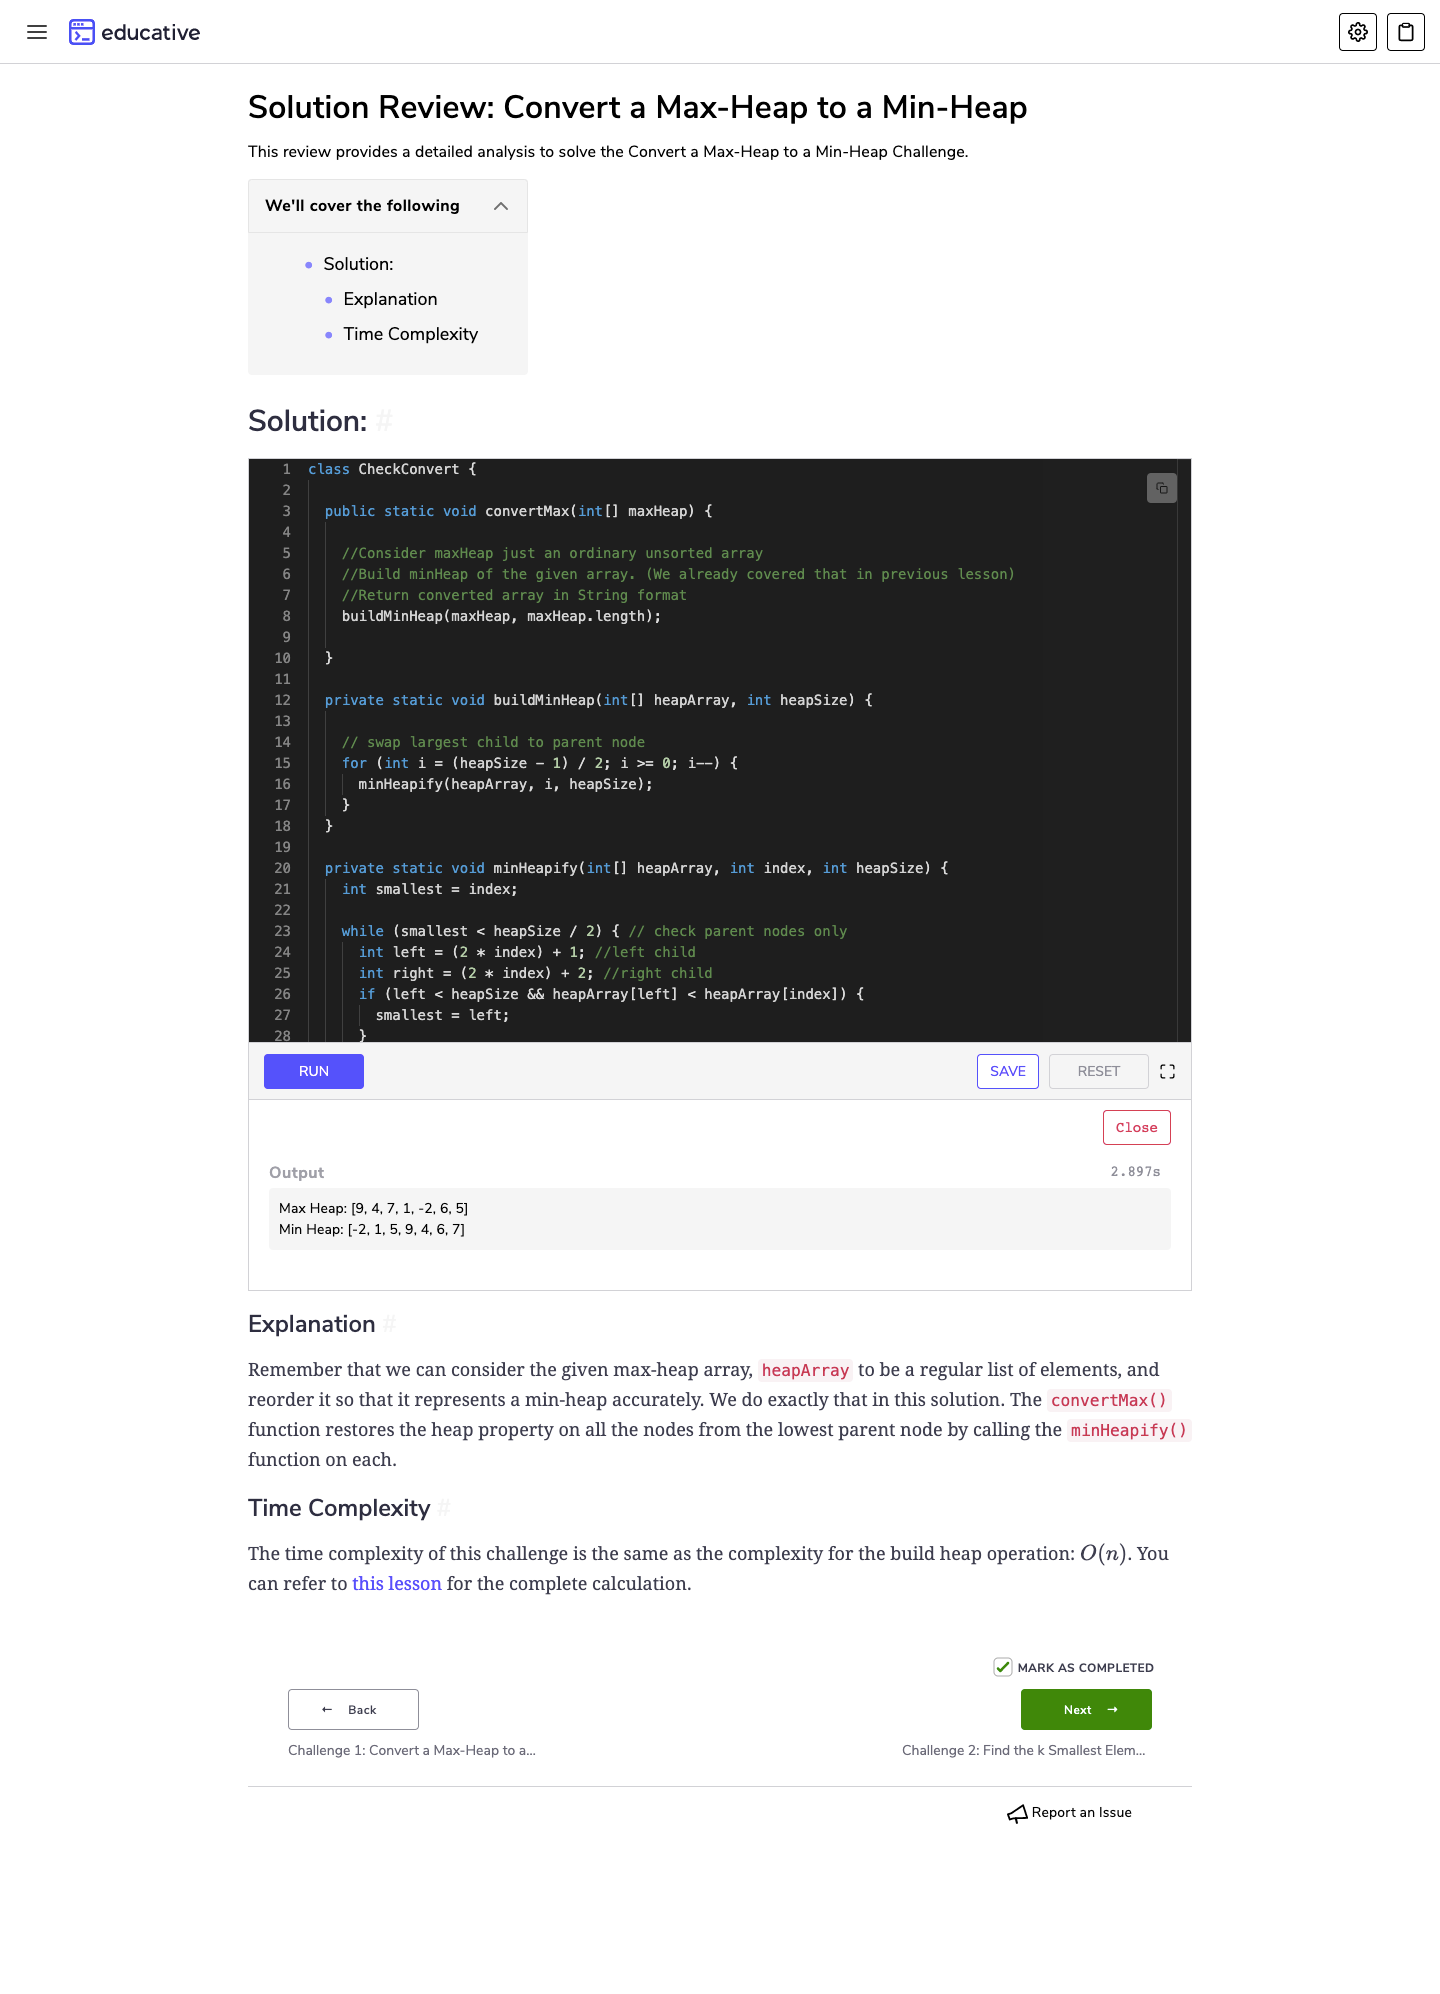 educative
Solution Review: Convert a Max-Heap to a Min-Heap
This review provides a detailed analysis to solve the Convert a Max-Heap to a Min-Heap Challenge.
We'll cover the following
Solution:
Explanation
Time Complexity
Solution: #
1 class CheckConvert {
2
3 public static void convertMax(int[] maxHeap) {
4
5 //Consider maxHeap just an ordinary unsorted array
6 //Build minHeap of the given array. (We already covered that in previous lesson)
7 //Return converted array in String format
8 buildMinHeap(maxHeap, maxHeap.length);
9
10 }
11
12 private static void buildMinHeap(int[] heapArray, int heapSize) {
13
14 // swap largest child to parent node
15 for (int i = (heapSize - 1) / 2; i >= 0; i--) {
16 minHeapify(heapArray, i, heapSize);
17 }
18 }
19
20 private static void minHeapify(int[] heapArray, int index, int heapSize) {
21 int smallest = index;
22
23 while (smallest < heapSize / 2) { // check parent nodes only
24 int left = (2 * index) + 1; //left child
25 int right = (2 * index) + 2; //right child
26 if (left < heapSize && heapArray[left] < heapArray[index]) {
27 smallest = left;
28 }
RUN SAVE RESET
Close
Output 2.897s
Max Heap: [9, 4, 7, 1, -2, 6, 5]
Min Heap: [-2, 1, 5, 9, 4, 6, 7]
Explanation #
Remember that we can consider the given max-heap array, heapArray to be a regular list of elements, and
reorder it so that it represents a min-heap accurately. We do exactly that in this solution. The convertMax()
function restores the heap property on all the nodes from the lowest parent node by calling the minHeapify()
function on each.
Time Complexity #
The time complexity of this challenge is the same as the complexity for the build heap operation: O(n). You
can refer to this lesson for the complete calculation.
MARK AS COMPLETED
← Back Next →
Challenge 1: Convert a Max-Heap to a... Challenge 2: Find the k Smallest Elem...
Report an Issue